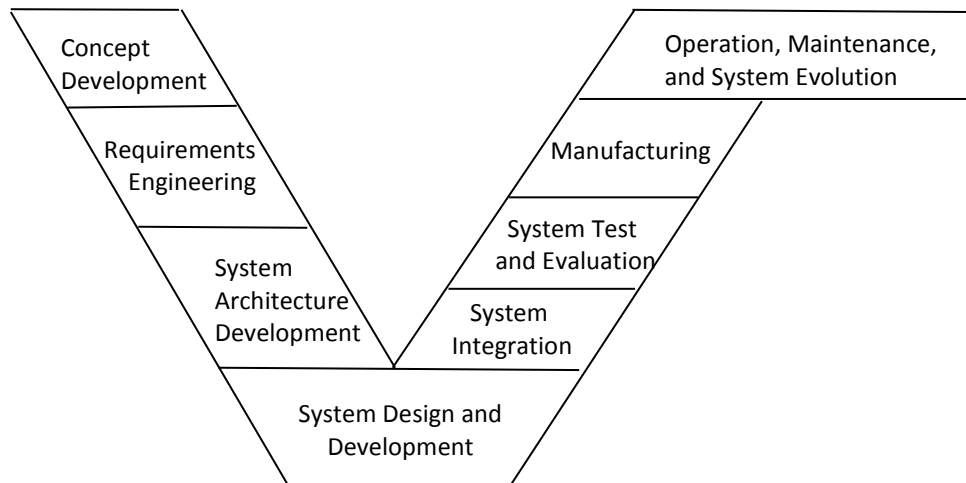 Concept
Development
Requirements
Engineering
System
Architecture
Development
System Design and
Development
System
Integration
System Test
and Evaluation
Manufacturing
Operation, Maintenance,
and System Evolution